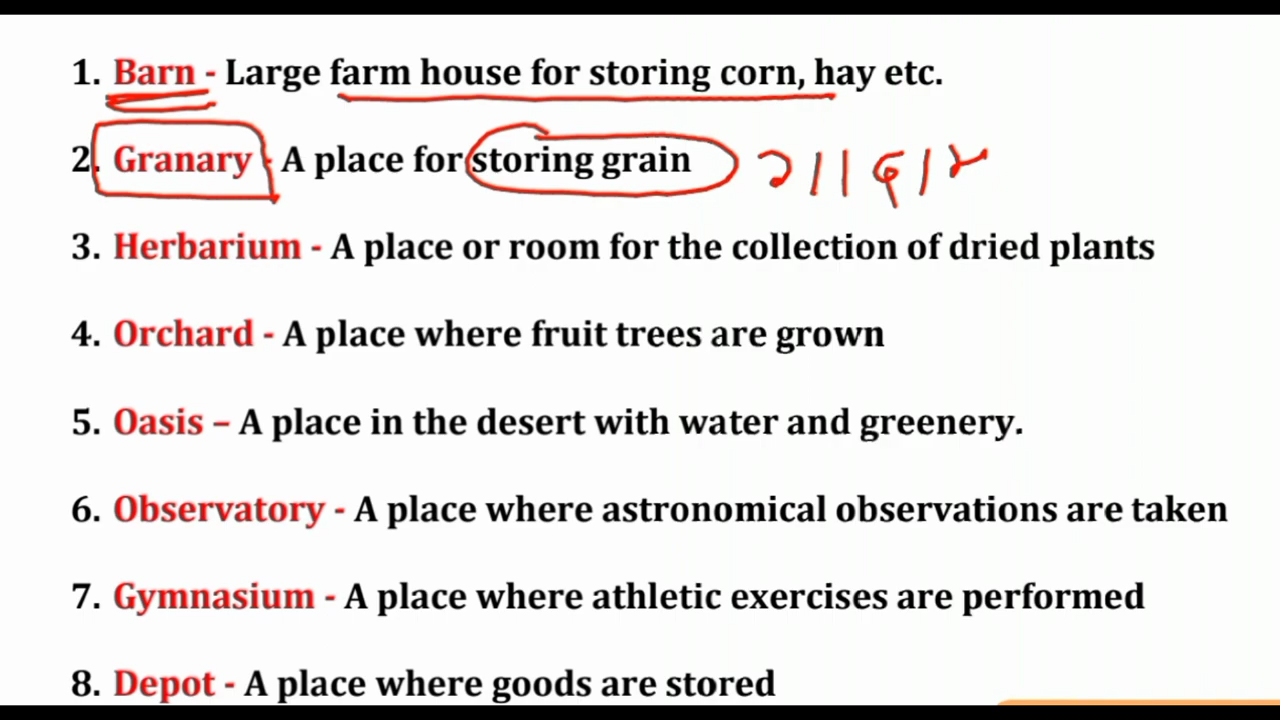 1. Barn - Large farm house for storing corn, hay etc.
2. Granary - A place for storing grain
3. Herbarium - A place or room for the collection of dried plants
4. Orchard - A place where fruit trees are grown
5. Oasis – A place in the desert with water and greenery.
6. Observatory - A place where astronomical observations are taken
7. Gymnasium - A place where athletic exercises are performed
8. Depot - A place where goods are stored